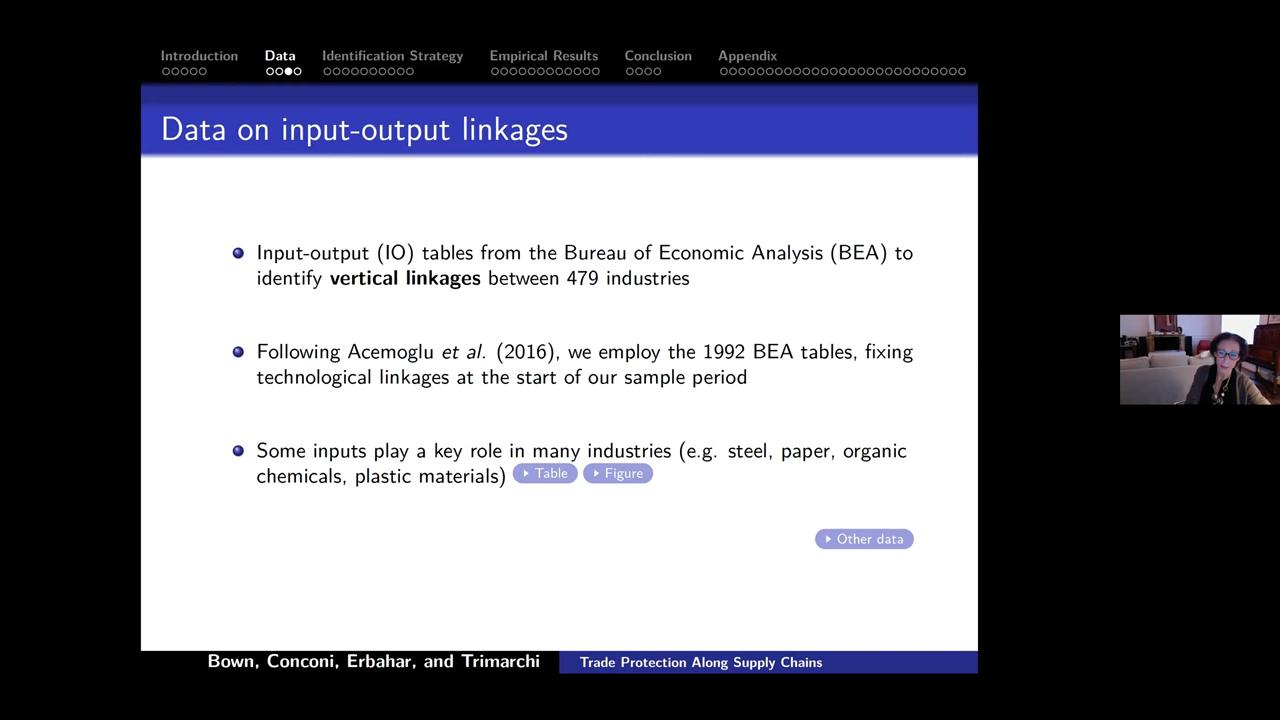 Introduction Data Identification Strategy Empirical Results Conclusion Appendix
Data on input-output linkages
Input-output (IO) tables from the Bureau of Economic Analysis (BEA) to
identify vertical linkages between 479 industries
Following Acemoglu et al. (2016), we employ the 1992 BEA tables, fixing
technological linkages at the start of our sample period
Some inputs play a key role in many industries (e.g. steel, paper, organic
chemicals, plastic materials) Table Figure
Other data
Bown, Conconi, Erbahar, and Trimarchi Trade Protection Along Supply Chains